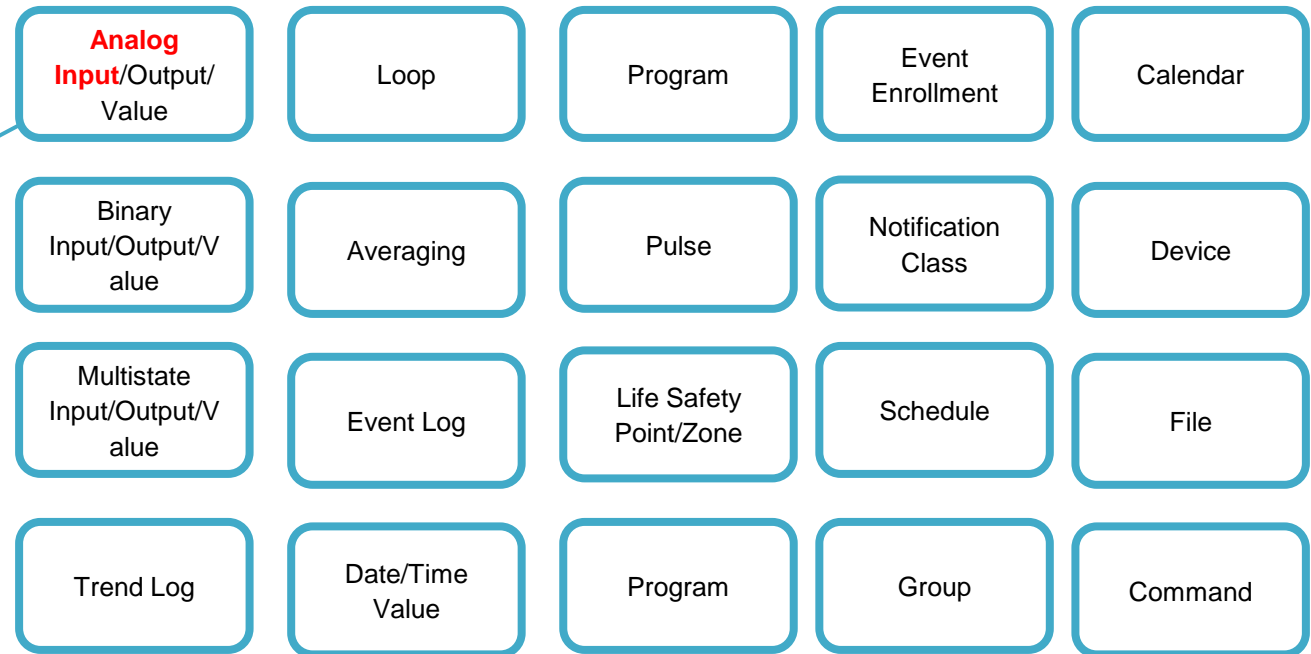 Analog
Input/Output/
Value
Loop
Program
Event
Enrollment
Calendar
Binary
Input/Output/V
alue
Averaging
Pulse
Notification
Class
Device
Multistate
Input/Output/V
alue
Event Log
Life Safety
Point/Zone
Schedule
File
Trend Log
Date/Time
Value
Program
Group
Command